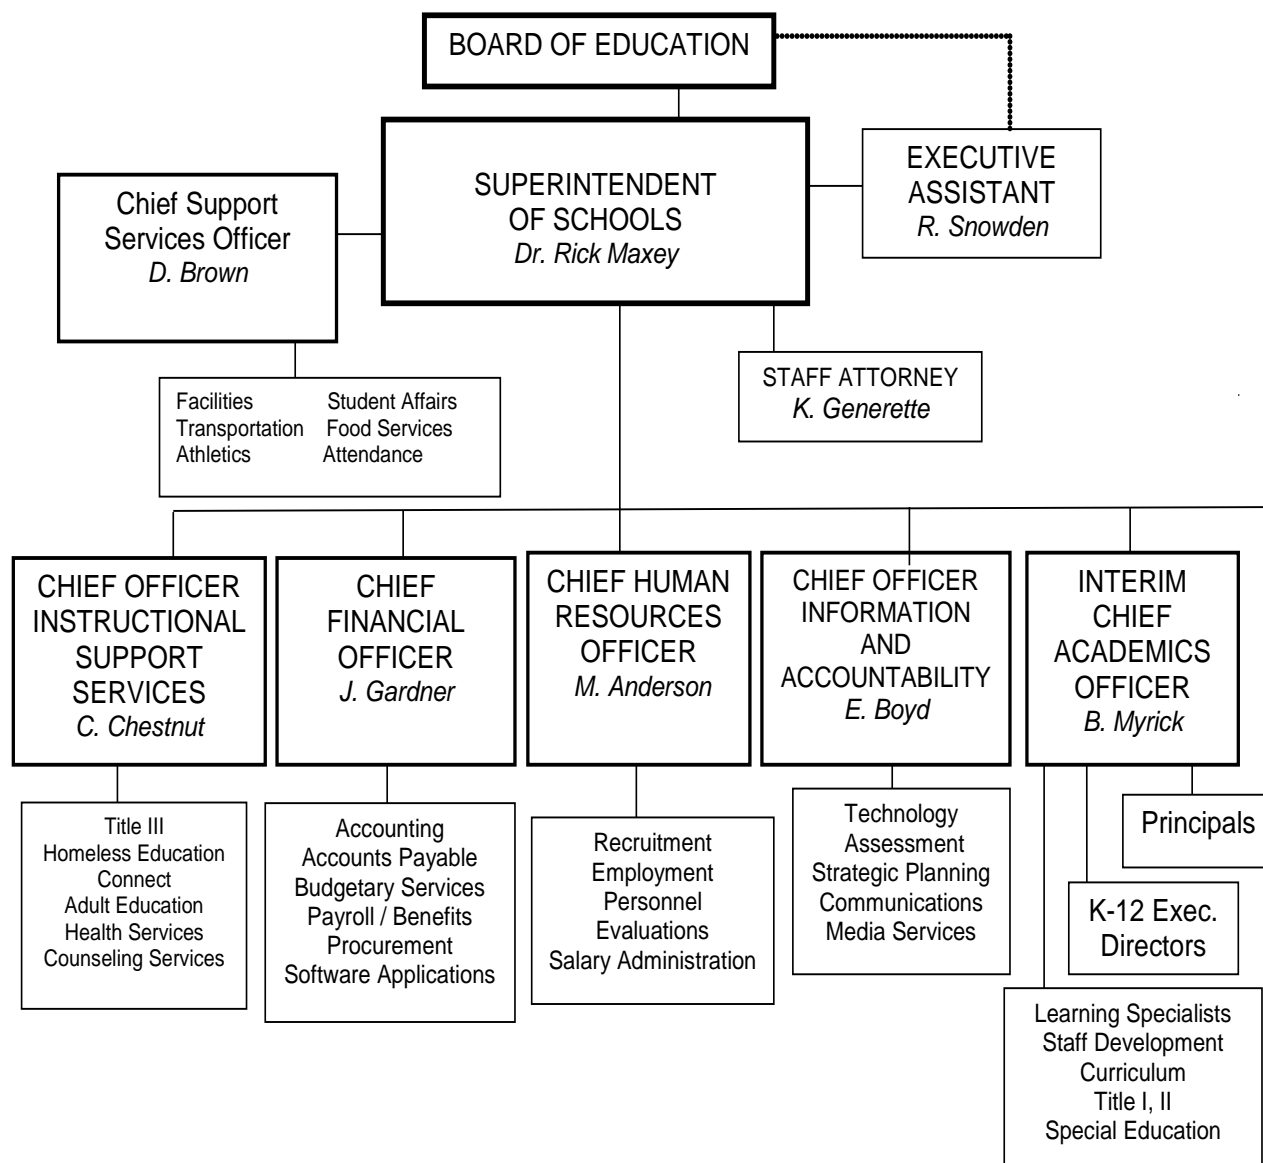 BOARD OF EDUCATION
SUPERINTENDENT
OF SCHOOLS
Dr. Rick Maxey
EXECUTIVE
ASSISTANT
R. Snowden
Chief Support
Services Officer
D. Brown
STAFF ATTORNEY
K. Generette
Facilities Student Affairs
Transportation Food Services
Athletics Attendance
CHIEF OFFICER
INSTRUCTIONAL
SUPPORT
SERVICES
C. Chestnut
CHIEF
FINANCIAL
OFFICER
J. Gardner
CHIEF HUMAN
RESOURCES
OFFICER
M. Anderson
CHIEF OFFICER
INFORMATION
AND
ACCOUNTABILITY
E. Boyd
INTERIM
CHIEF
ACADEMICS
OFFICER
B. Myrick
Title III
Homeless Education
Connect
Adult Education
Health Services
Counseling Services
Accounting
Accounts Payable
Budgetary Services
Payroll / Benefits
Procurement
Software Applications
Recruitment
Employment
Personnel
Evaluations
Salary Administration
Technology
Assessment
Strategic Planning
Communications
Media Services
Principals
K-12 Exec.
Directors
Learning Specialists
Staff Development
Curriculum
Title I, II
Special Education